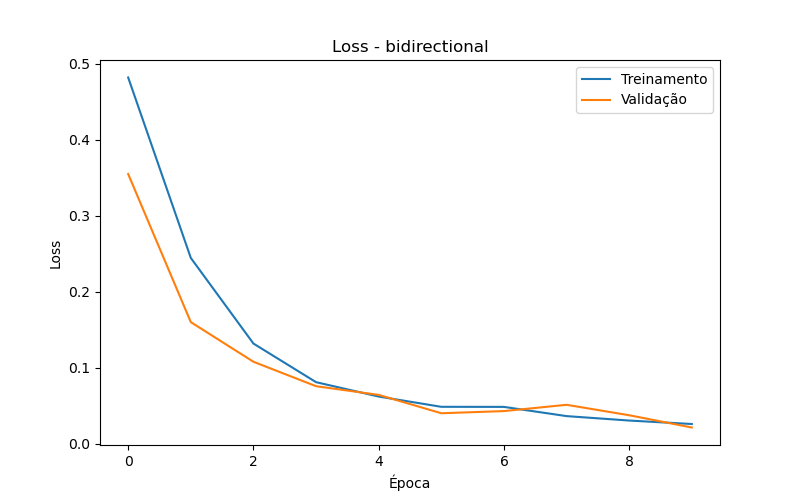 Loss - bidirectional
Treinamento
Validação
0.5
0.4
0.3
0.2
0.1
0.0
Loss
0 2 4 6 8
Época